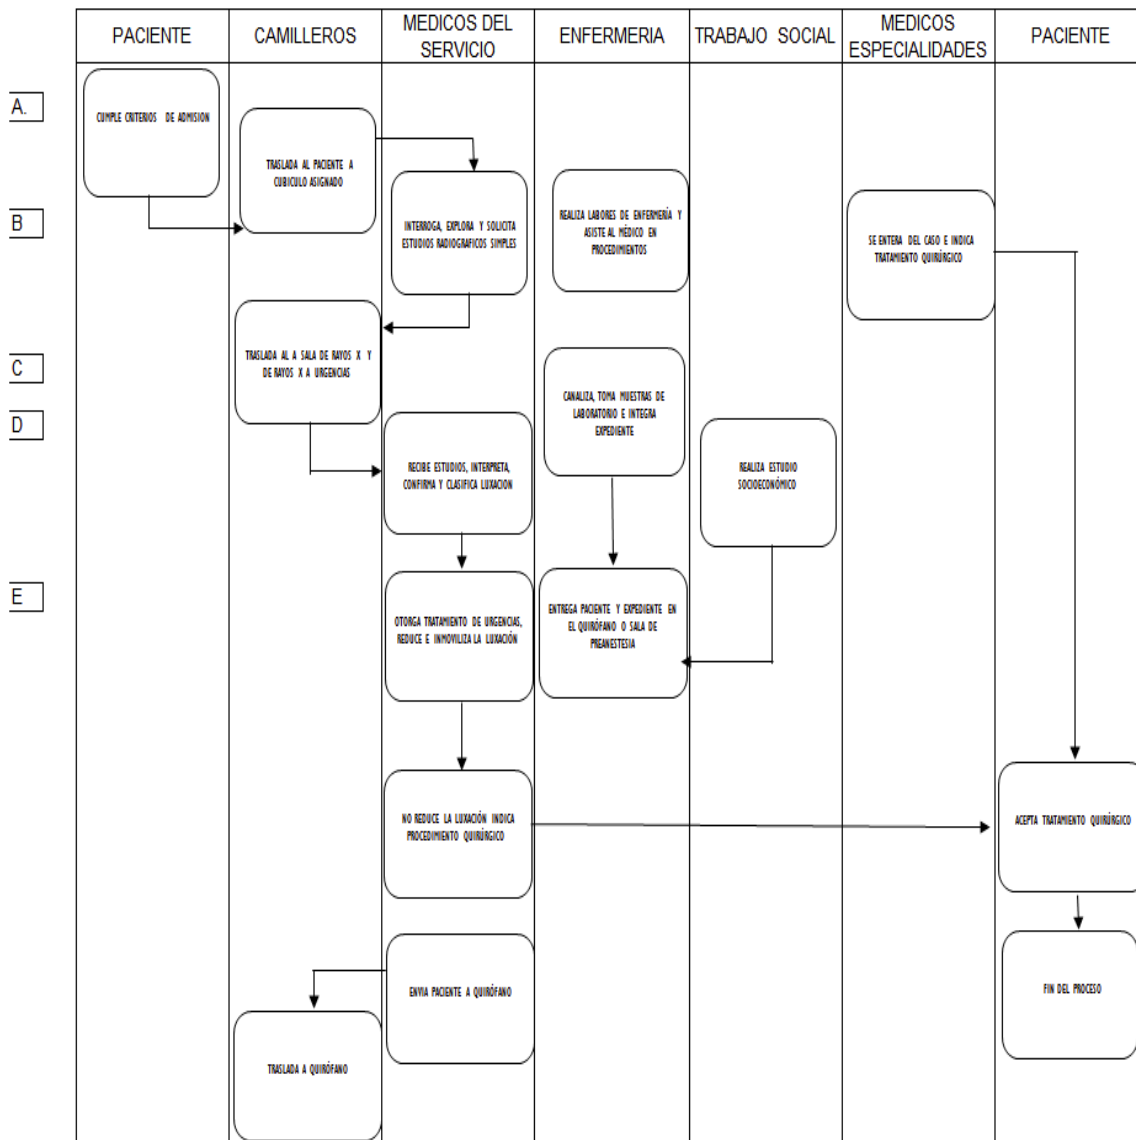 PACIENTE
CAMILLEROS
MEDICOS DEL
SERVICIO
ENFERMERIA
TRABAJO SOCIAL
MEDICOS
ESPECIALIDADES
PACIENTE
A.
CUMPLE CRITERIOS DE ADMISION
TRASLADA AL PACIENTE A
CUBICULO ASIGNADO
B
INTERROGA, EXPLORA Y SOLICITA
ESTUDIOS RADIOGRAFICOS SIMPLES
REALIZA LABORES DE ENFERMERÍA Y
ASISTE AL MÉDICO EN
PROCEDIMIENTOS
SE ENTERA DEL CASO E INDICA
TRATAMIENTO QUIRÚRGICO
C
TRASLADA AL A SALA DE RAYOS X Y
DE RAYOS X A URGENCIAS
CANALIZA, TOMA MUESTRAS DE
LABORATORIO E INTEGRA
EXPEDIENTE
D
RECIBE ESTUDIOS, INTERPRETA,
CONFIRMA Y CLASIFICA LUXACION
REALIZA ESTUDIO
SOCIOECONÓMICO
E
OTORGA TRATAMIENTO DE URGENCIAS,
REDUCE E INMOVILIZA LA LUXACIÓN
ENTREGA PACIENTE Y EXPEDIENTE EN
EL QUIRÓFANO O SALA DE
PREANESTESIA
NO REDUCE LA LUXACIÓN INDICA
PROCEDIMIENTO QUIRÚRGICO
ACEPTA TRATAMIENTO QUIRÚRGICO
ENVIA PACIENTE A QUIRÓFANO
FIN DEL PROCESO
TRASLADA A QUIRÓFANO